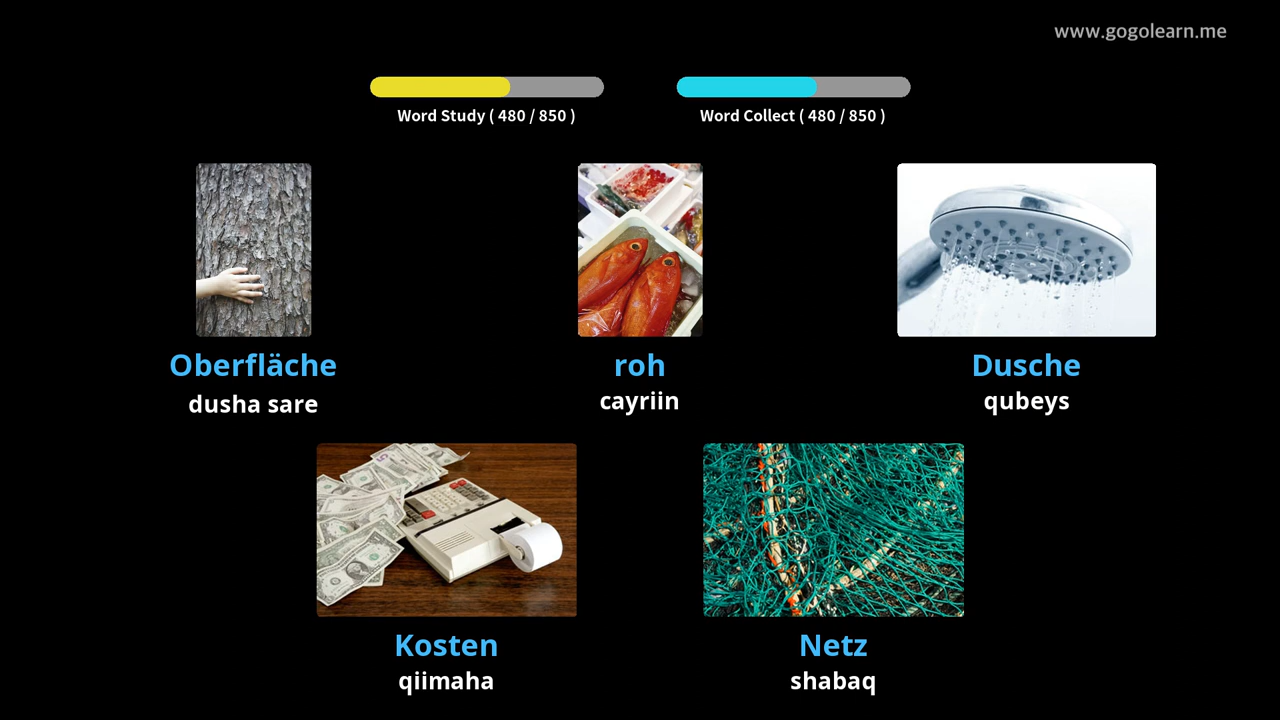 www.gogolearn.me
Word Study ( 480 / 850 )
Word Collect ( 480 / 850 )
Oberfläche
dusha sare
roh
cayriin
Dusche
qubeys
Kosten
qiimaha
Netz
shabaq